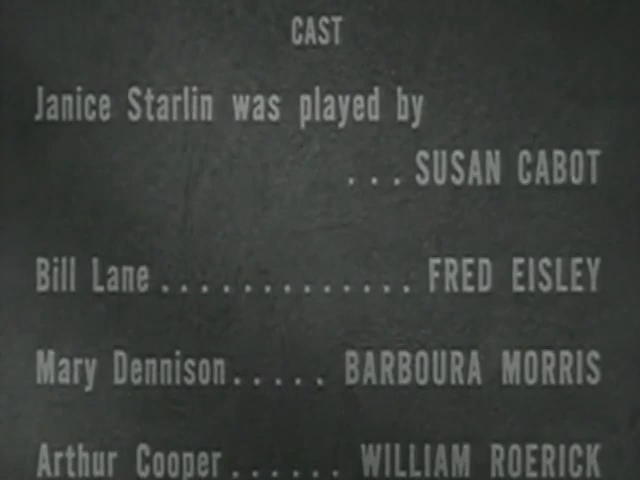 CAST
Janice Starlin was played by
... SUSAN CABOT
Bill Lane ............. FRED EISLEY
Mary Dennison ..... BARBOURA MORRIS
Arthur Cooper ...... WILLIAM ROERICK